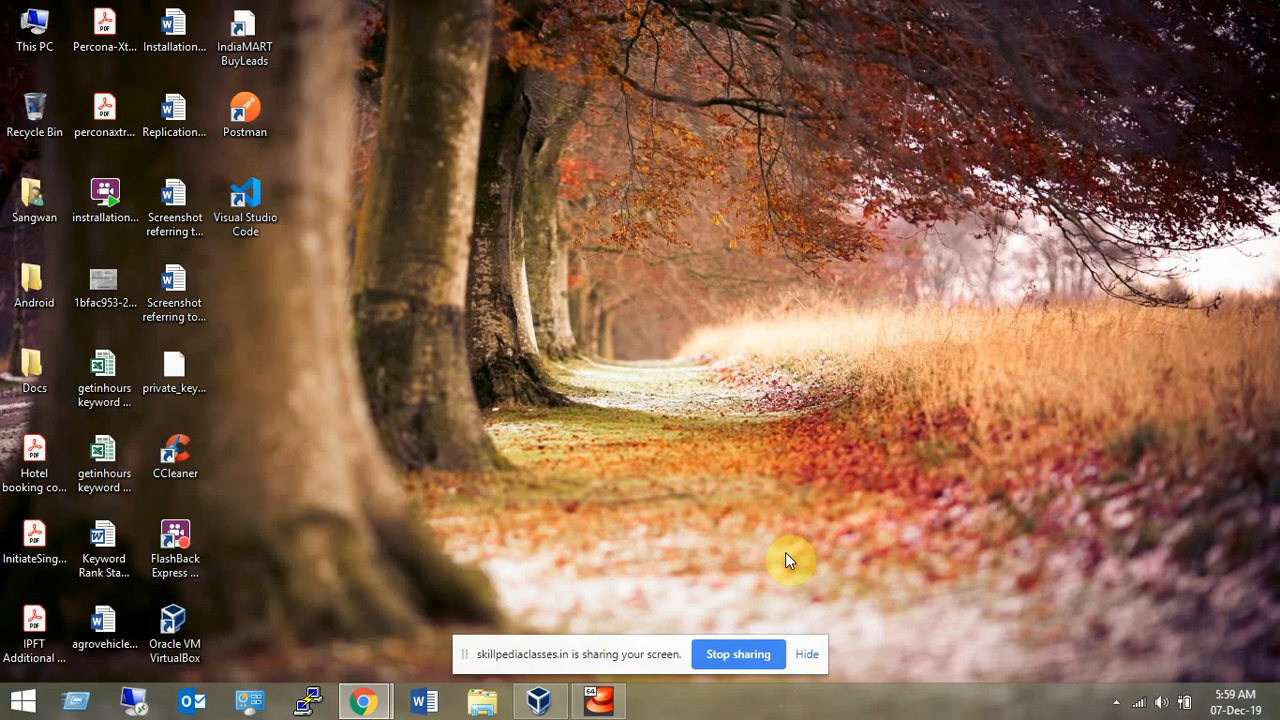 This PC
Percona-Xt...
Installation...
IndiaMART
BuyLeads
Recycle Bin
perconaxtr...
Replication...
Postman
Sangwan
instrallation...
Screenshot
referring t...
Visual Studio
Code
Android
1bfac953-2...
Screenshot
referring to...
Docs
getinhours
keyword ...
private_key...
Hotel
booking co...
getinhours
keyword ...
CCleaner
InitiateSing...
Keyword
Rank Sta...
FlashBack
Express ...
IPFT
Additional ...
agrovehicle...
Oracle VM
VirtualBox
skillpediaclasses.in is sharing your screen.
Stop sharing
Hide
64
5:59 AM
07-Dec-19